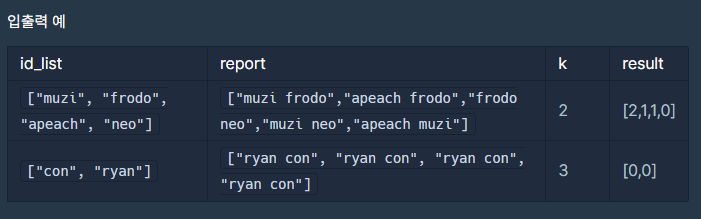 입출력 예
id_list report k result
["muzi", "frodo", "apeach", "neo"] ["muzi frodo","apeach frodo","frodo neo","muzi neo","apeach muzi"] 2 [2,1,1,0]
["con", "ryan"] ["ryan con", "ryan con", "ryan con", "ryan con"] 3 [0,0]